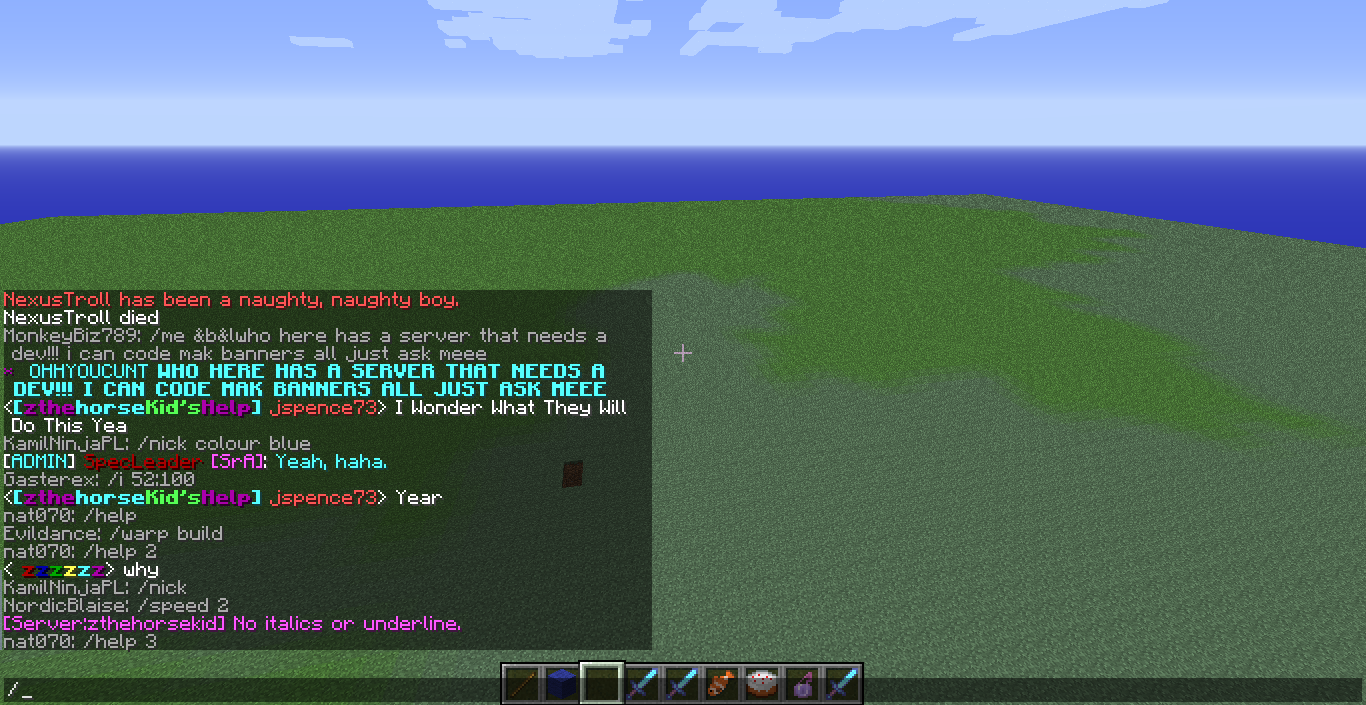 NexusTroll has been a naughty, naughty boy.
NexusTroll died
MonkeyBiz789: /me &b&lwho here has a server that needs a
dev!!! i can code mak banners all just ask meee
* OHHYOUCUNT WHO HERE HAS A SERVER THAT NEEDS A
DEV!!! I CAN CODE MAK BANNERS ALL JUST ASK MEEE
<[zthehorseKid's​Help] jspence73> I Wonder What They Will
Do This Yea
KamilNinjaPL: /nick colour blue
[ADMIN] SpecLeader [SrA]: Yeah, haha.
Gasterex: /i 52:100
<[zthehorseKid'sHelp] jspence73> Year
nat070: /help
Evildance: /warp build
nat070: /help 2
< zzzzzz> why
KamilNinjaPL: /nick
NordicBlaise: /speed 2
[Server:zthehorsekid] No italics or underline.
nat070: /help 3
/_